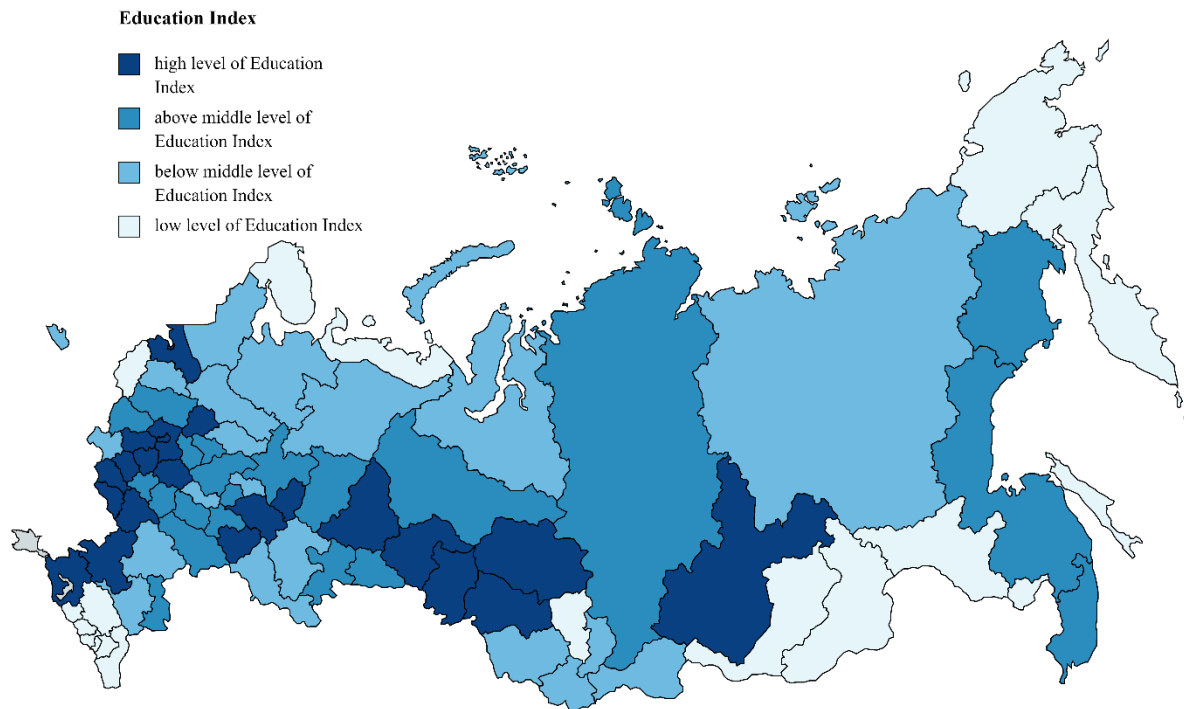 Education Index
high level of Education
Index
above middle level of
Education Index
below middle level of
Education Index
low level of Education Index